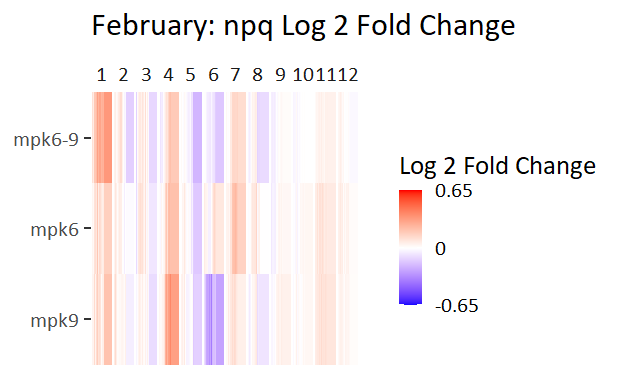 February: npq Log 2 Fold Change
1 2 3 4 5 6 7 8 9 10 11 12
mpk6-9
mpk6
mpk9
Log 2 Fold Change
0.65
0
-0.65